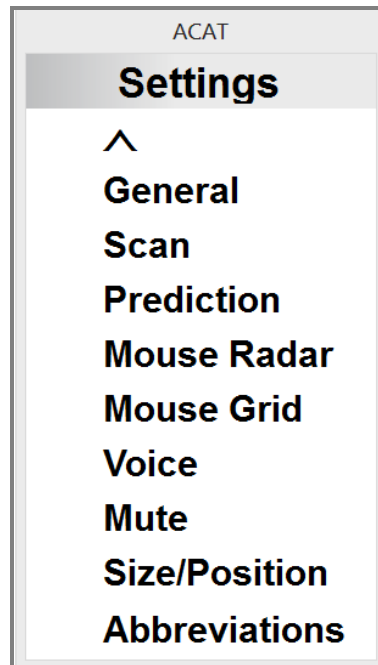 ACAT
Settings
General
Scan
Prediction
Mouse Radar
Mouse Grid
Voice
Mute
Size/Position
Abbreviations